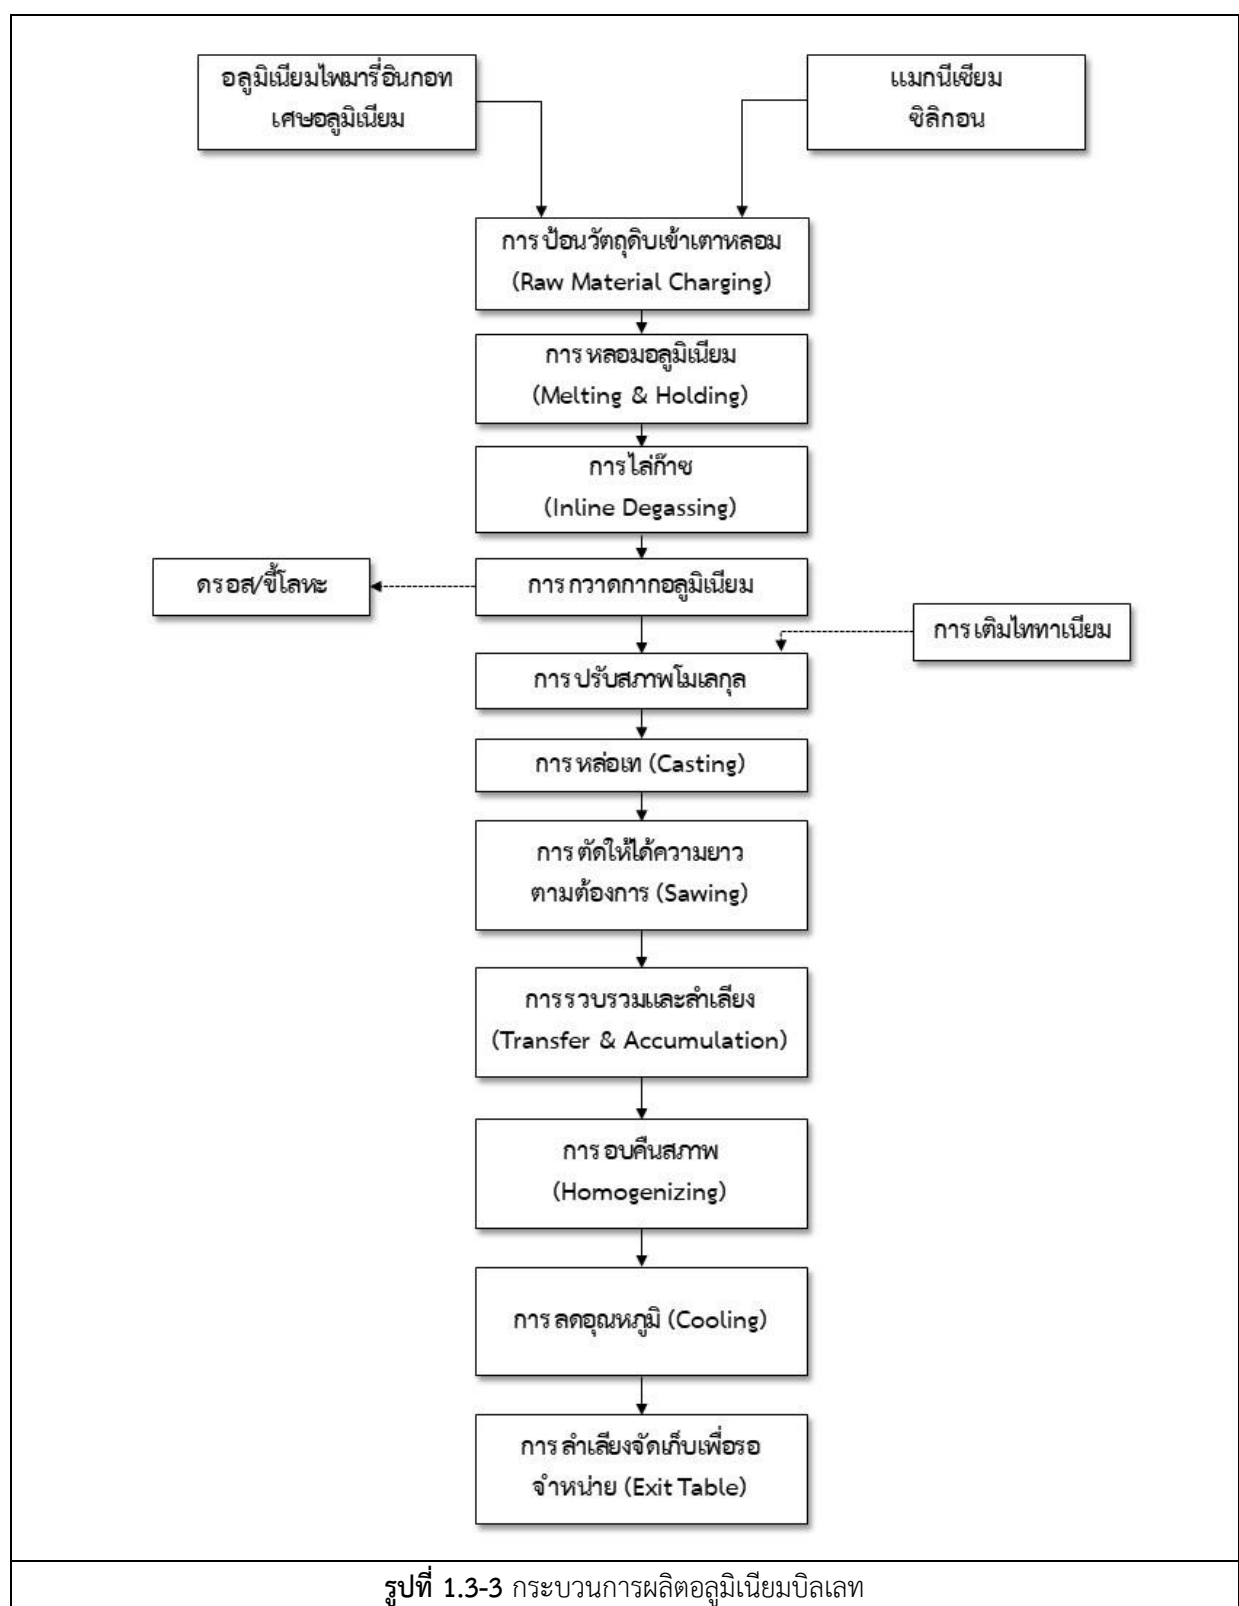 อลูมิเนียมไพมารี่อินกอท
เศษอลูมิเนียม
แมกนีเซียม
ซิลิกอน
การป้อนวัตถุดิบเข้าเตาหลอม
(Raw Material Charging)
การหลอมอลูมิเนียม
(Melting & Holding)
การไล่ก๊าซ
(Inline Degassing)
ดรอส/ขี้โลหะ
การกวาดกากอลูมิเนียม
การเติมไททาเนียม
การปรับสภาพโมเลกุล
การหล่อเท (Casting)
การตัดให้ได้ความยาว
ตามต้องการ (Sawing)
การรวบรวมและลำเลียง
(Transfer & Accumulation)
การอบคืนสภาพ
(Homogenizing)
การลดอุณหภูมิ (Cooling)
การลำเลียงจัดเก็บเพื่อรอ
จำหน่าย (Exit Table)
รูปที่ 1.3-3 กระบวนการผลิตอลูมิเนียมบิลเลท